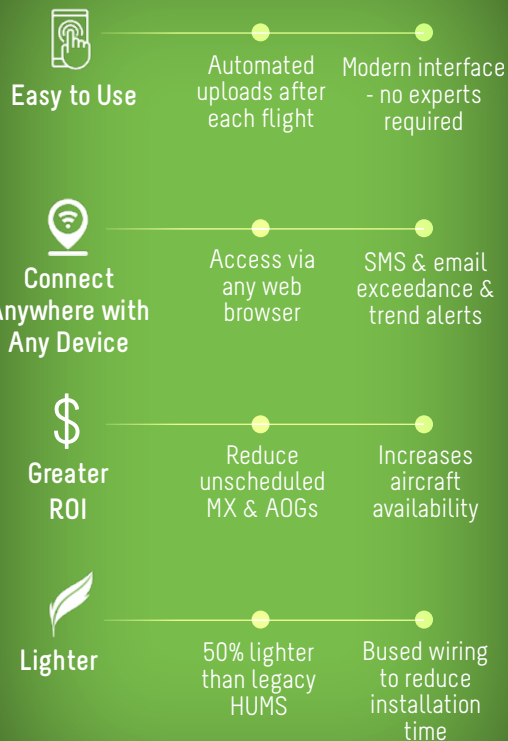 Easy to Use
Automated
uploads after
each flight
Modern interface
- no experts
required
Connect
Anywhere with
Any Device
Access via
any web
browser
SMS & email
exceedance &
trend alerts
$
Greater
ROI
Reduce
unscheduled
MX & AOGs
Increases
aircraft
availability
Lighter
50% lighter
than legacy
HUMS
Bused wiring
to reduce
installation
time